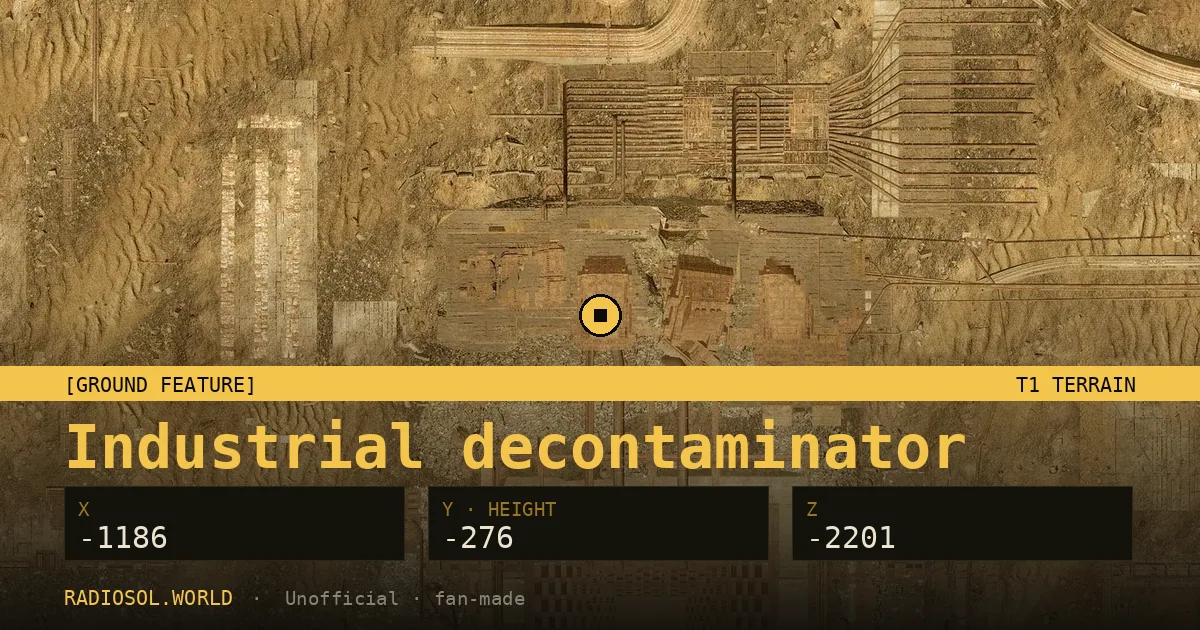 [GROUND FEATURE] T1 TERRAIN
Industrial decontaminator
X Y · HEIGHT Z
-1186 -276 -2201
RADIOSOL.WORLD · Unofficial · fan-made